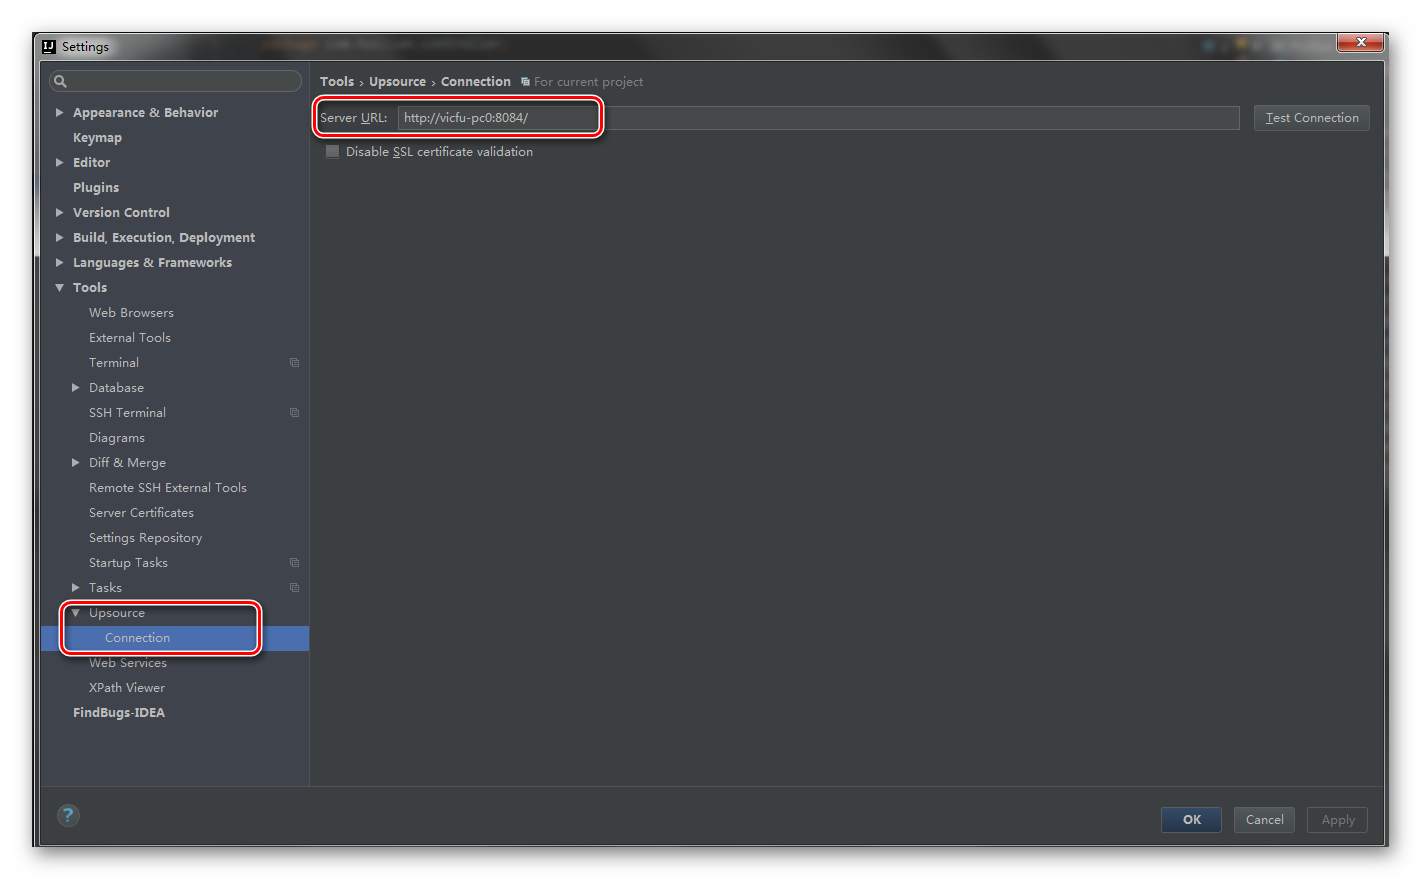 Settings
Tools › Upsource › Connection For current project
Server URL: http://vicfu-pc0:8084/ Test Connection
Disable SSL certificate validation
Appearance & Behavior
Keymap
Editor
Plugins
Version Control
Build, Execution, Deployment
Languages & Frameworks
Tools
Web Browsers
External Tools
Terminal
Database
SSH Terminal
Diagrams
Diff & Merge
Remote SSH External Tools
Server Certificates
Settings Repository
Startup Tasks
Tasks
Upsource
Connection
Web Services
XPath Viewer
FindBugs-IDEA
?
OK Cancel Apply